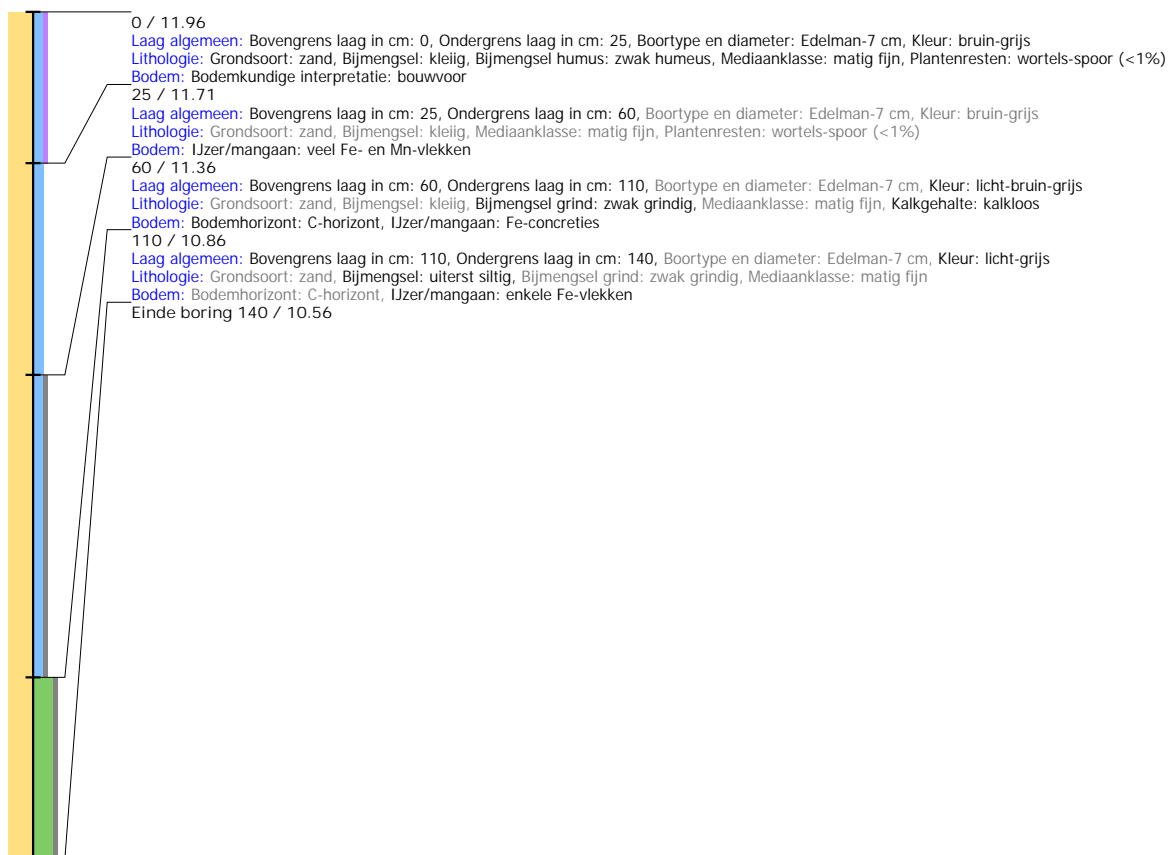 0 / 11.96
Laag algemeen: Bovengrens laag in cm: 0, Ondergrens laag in cm: 25, Boortype en diameter: Edelman-7 cm, Kleur: bruin-grijs
Lithologie: Grondsoort: zand, Bijmengsel: kleiig, Bijmengsel humus: zwak humeus, Mediaanklasse: matig fijn, Plantenresten: wortels-spoor (<1%)
Bodem: Bodemkundige interpretatie: bouwvoor
25 / 11.71
Laag algemeen: Bovengrens laag in cm: 25, Ondergrens laag in cm: 60, Boortype en diameter: Edelman-7 cm, Kleur: bruin-grijs
Lithologie: Grondsoort: zand, Bijmengsel: kleiig, Mediaanklasse: matig fijn, Plantenresten: wortels-spoor (<1%)
Bodem: IJzer/mangaan: veel Fe- en Mn-vlekken
60 / 11.36
Laag algemeen: Bovengrens laag in cm: 60, Ondergrens laag in cm: 110, Boortype en diameter: Edelman-7 cm, Kleur: licht-bruin-grijs
Lithologie: Grondsoort: zand, Bijmengsel: kleiig, Bijmengsel grind: zwak grindig, Mediaanklasse: matig fijn, Kalkgehalte: kalkloos
Bodem: Bodemhorizont: C-horizont, IJzer/mangaan: Fe-concreties
110 / 10.86
Laag algemeen: Bovengrens laag in cm: 110, Ondergrens laag in cm: 140, Boortype en diameter: Edelman-7 cm, Kleur: licht-grijs
Lithologie: Grondsoort: zand, Bijmengsel: uiterst siltig, Bijmengsel grind: zwak grindig, Mediaanklasse: matig fijn
Bodem: Bodemhorizont: C-horizont, IJzer/mangaan: enkele Fe-vlekken
Einde boring 140 / 10.56